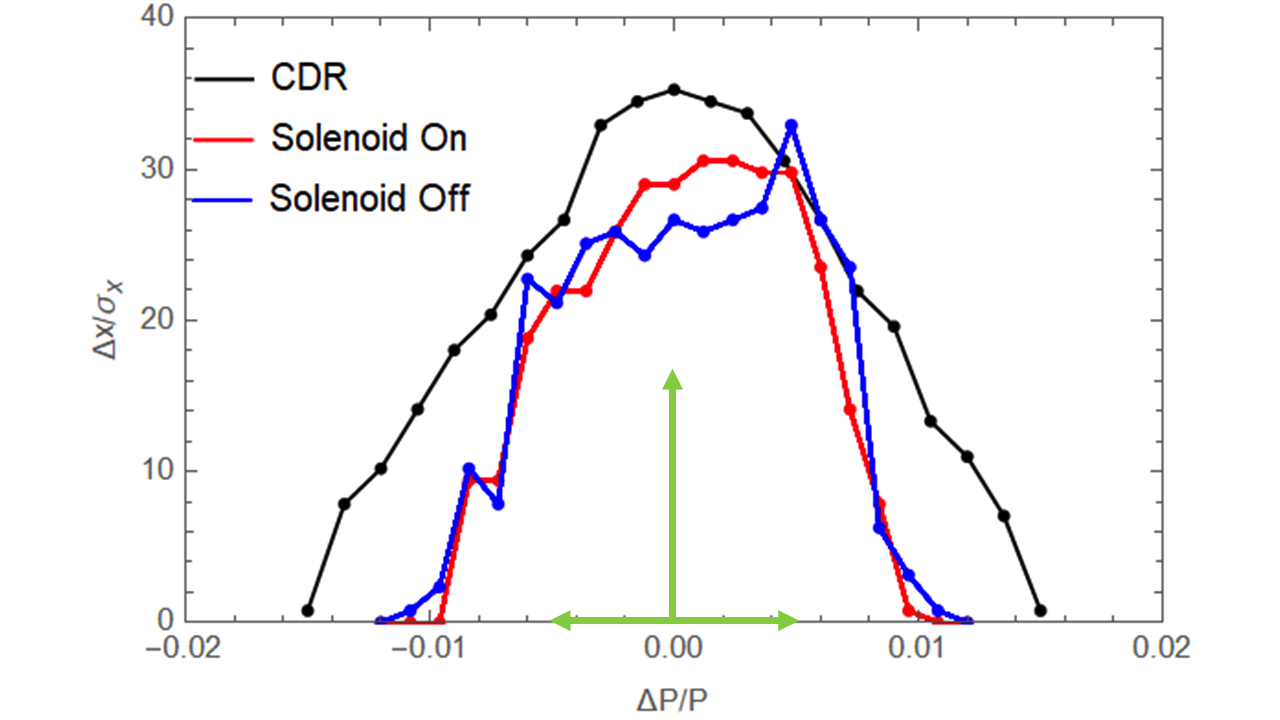 40
30
20
10
0
Δx/σx
CDR
Solenoid On
Solenoid Off
−0.02 −0.01 0.00 0.01 0.02
ΔP/P